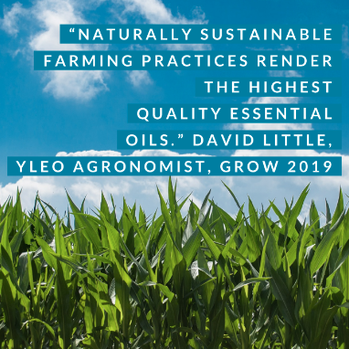 “NATURALLY SUSTAINABLE
FARMING PRACTICES RENDER
THE HIGHEST
QUALITY ESSENTIAL
OILS.” DAVID LITTLE,
YLEO AGRONOMIST, GROW 2019